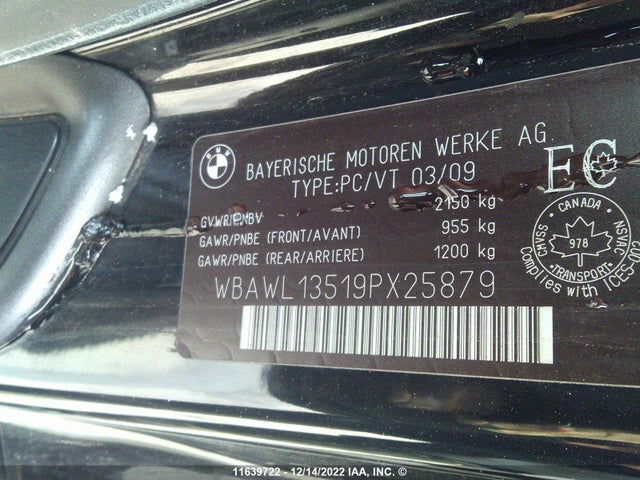 BMW
BAYERISCHE MOTOREN WERKE AG
TYPE:PC/VT 03/09
EC
GVWR/PNBV 2150 kg
GAWR/PNBE (FRONT/AVANT) 955 kg
GAWR/PNBE (REAR/ARRIERE) 1200 kg
WBAWL13519PX25879
CANADA
978
TRANSPORT
CMVSS
NSVAC
Complies with ICES
11639722 - 12/14/2022 IAA, INC. ©